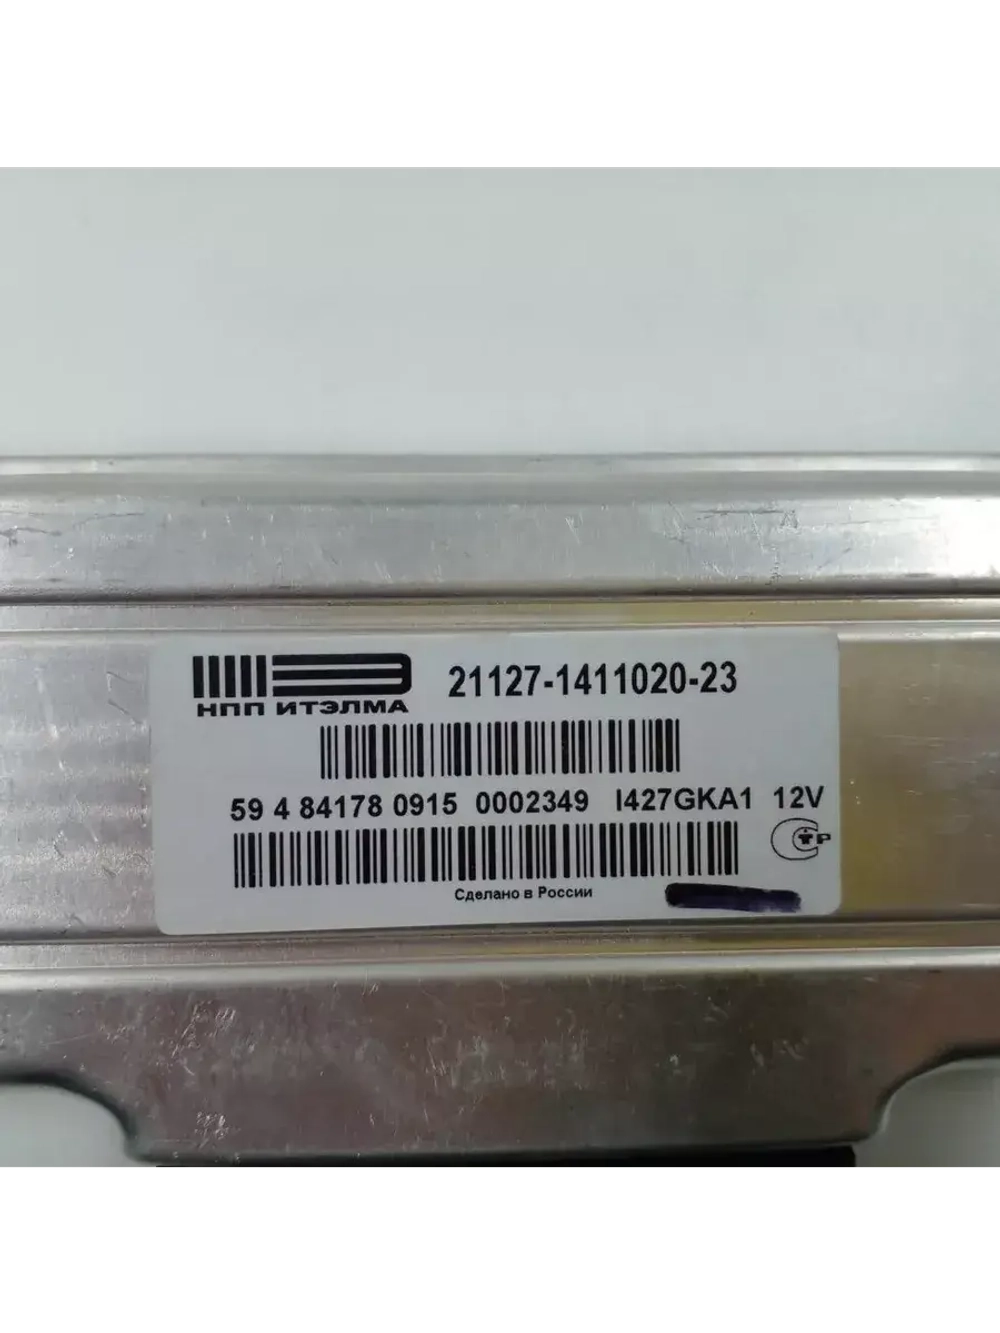 21127-1411020-23
НПП ИТЭЛМА
59 4 84178 0915 0002349 I427GKA1 12V
Сделано в России